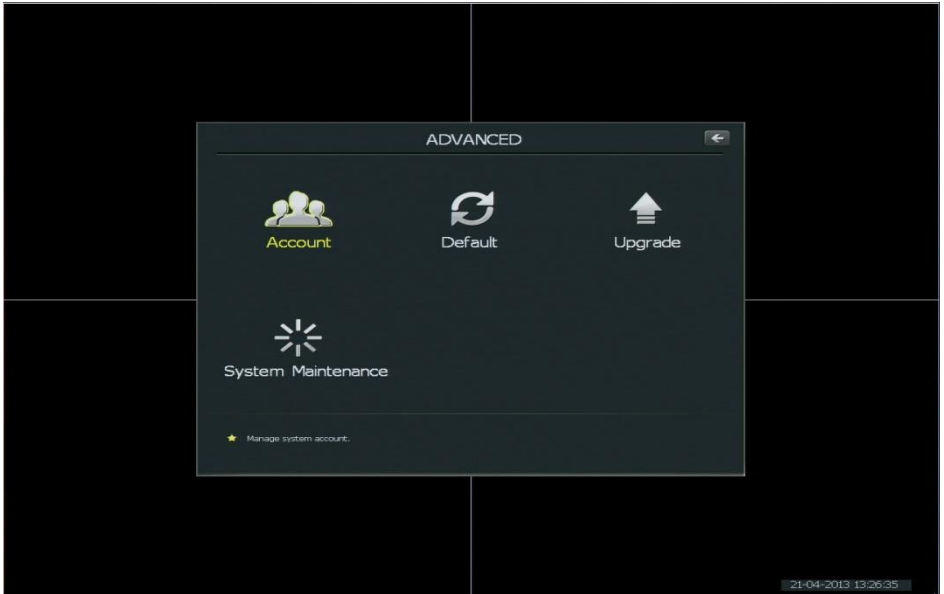 ADVANCED
Account
Default
Upgrade
System Maintenance
Manage system account.
21-04-2013 13:26:35